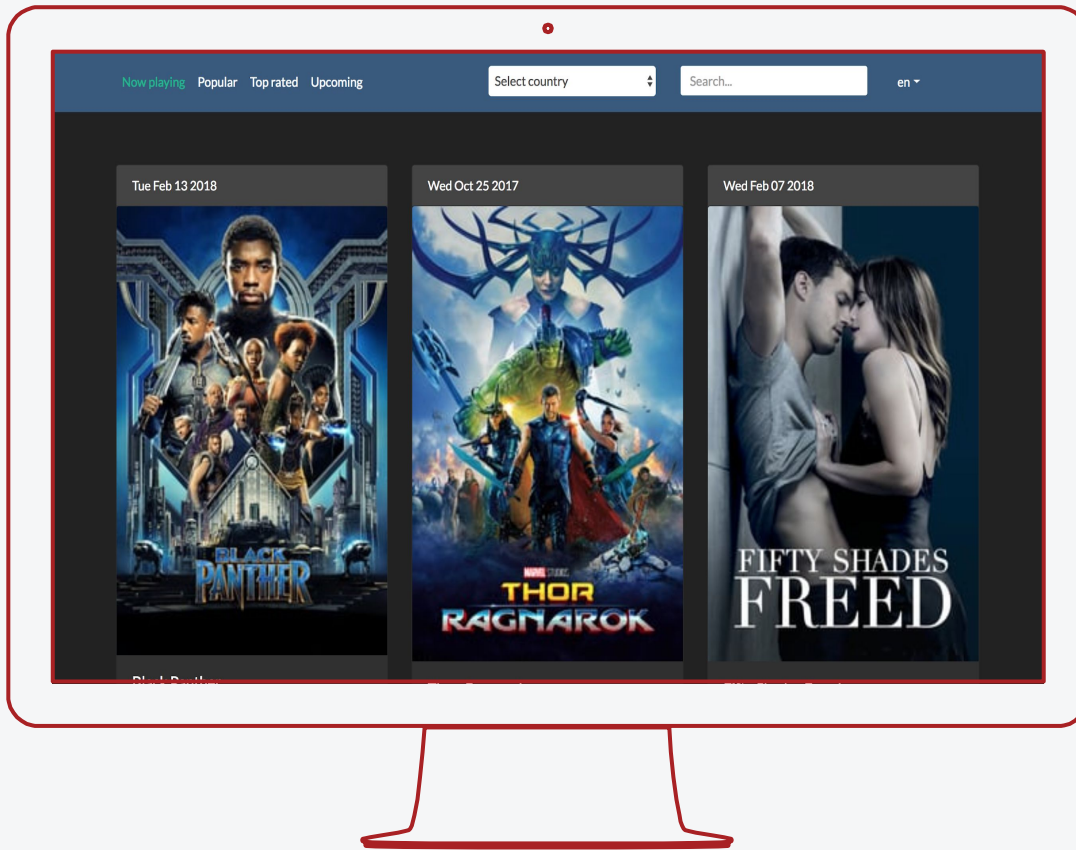 Now playing Popular Top rated Upcoming Select country Search... en
Tue Feb 13 2018
Wed Oct 25 2017
Wed Feb 07 2018
BLACK
PANTHER
MARVEL STUDIOS
THOR
RAGNAROK
FIFTY SHADES
FREED